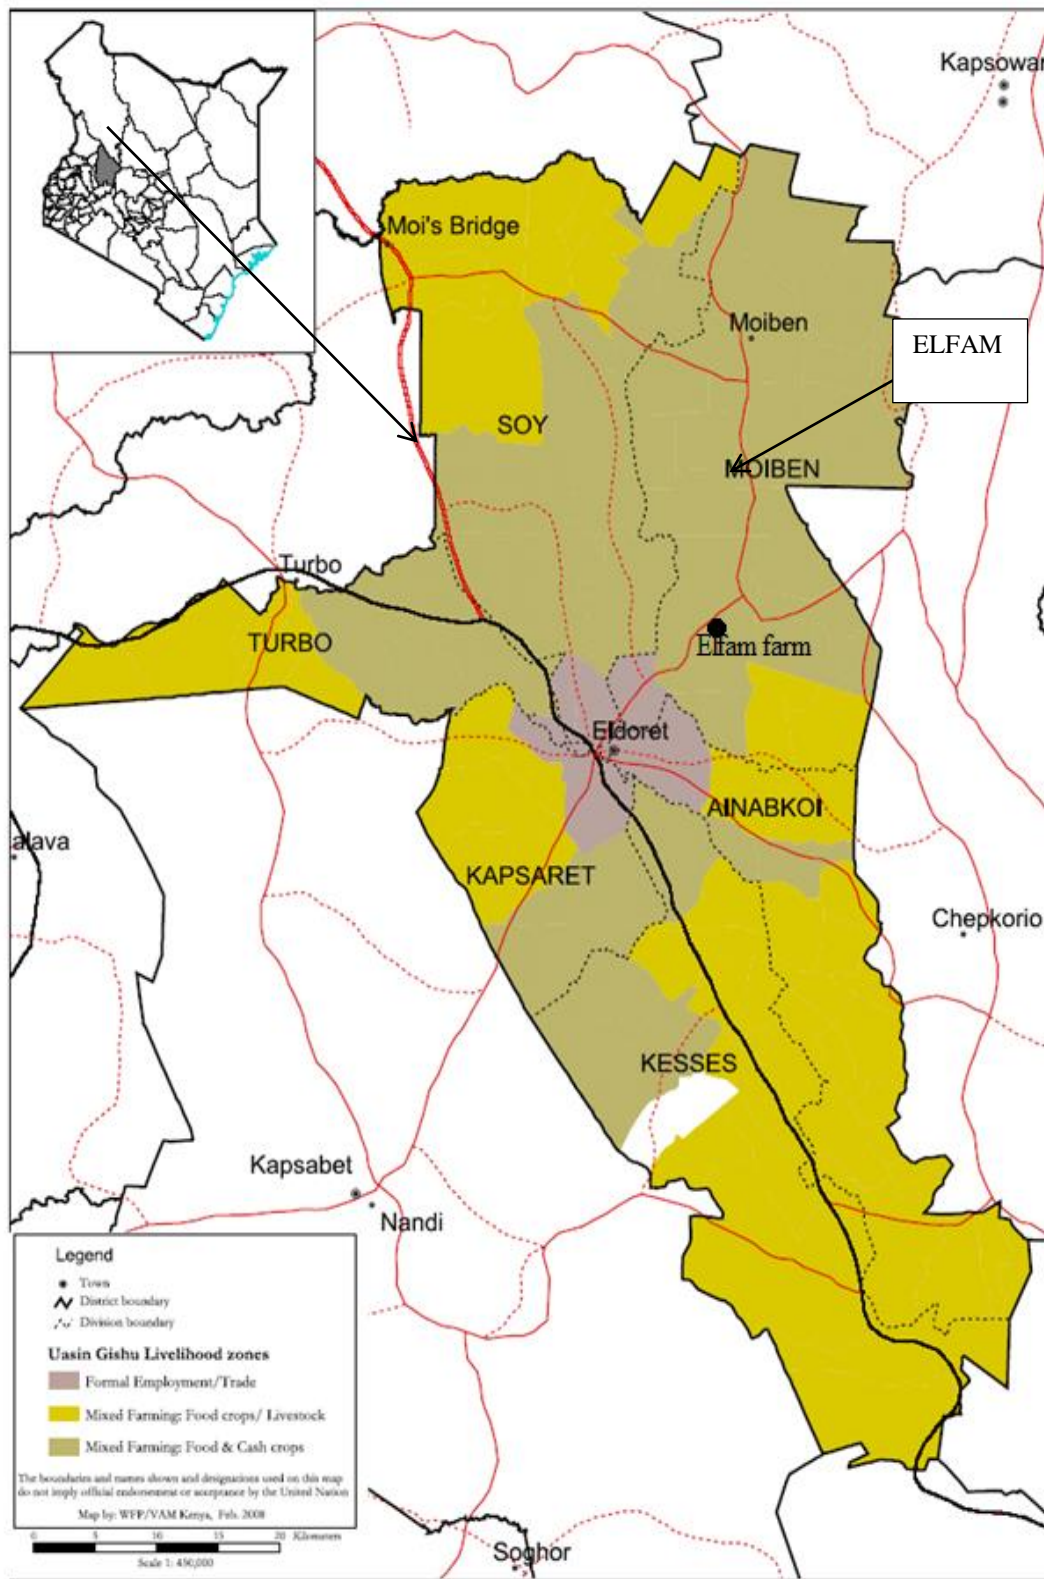 Kapsowar
Moi's Bridge
Moiben
ELFAM
SOY
MOIBEN
Turbo
TURBO
Elfam farm
Eldoret
AINABKOI
alava
KAPSARET
Chepkorio
KESSES
Kapsabet
Nandi
Legend
Town
District boundary
Division boundary
Uasin Gishu Livelihood zones
Formal Employment/Trade
Mixed Farming: Food crops/ Livestock
Mixed Farming: Food & Cash crops
The boundaries and names shown and designations used on this map
do not imply official endorsement or acceptance by the United Nation
Map by: WFP/VAM Kenya, Feb. 2008
0 5 10 15 20 Kilometers
Scale 1: 450,000
Soghor